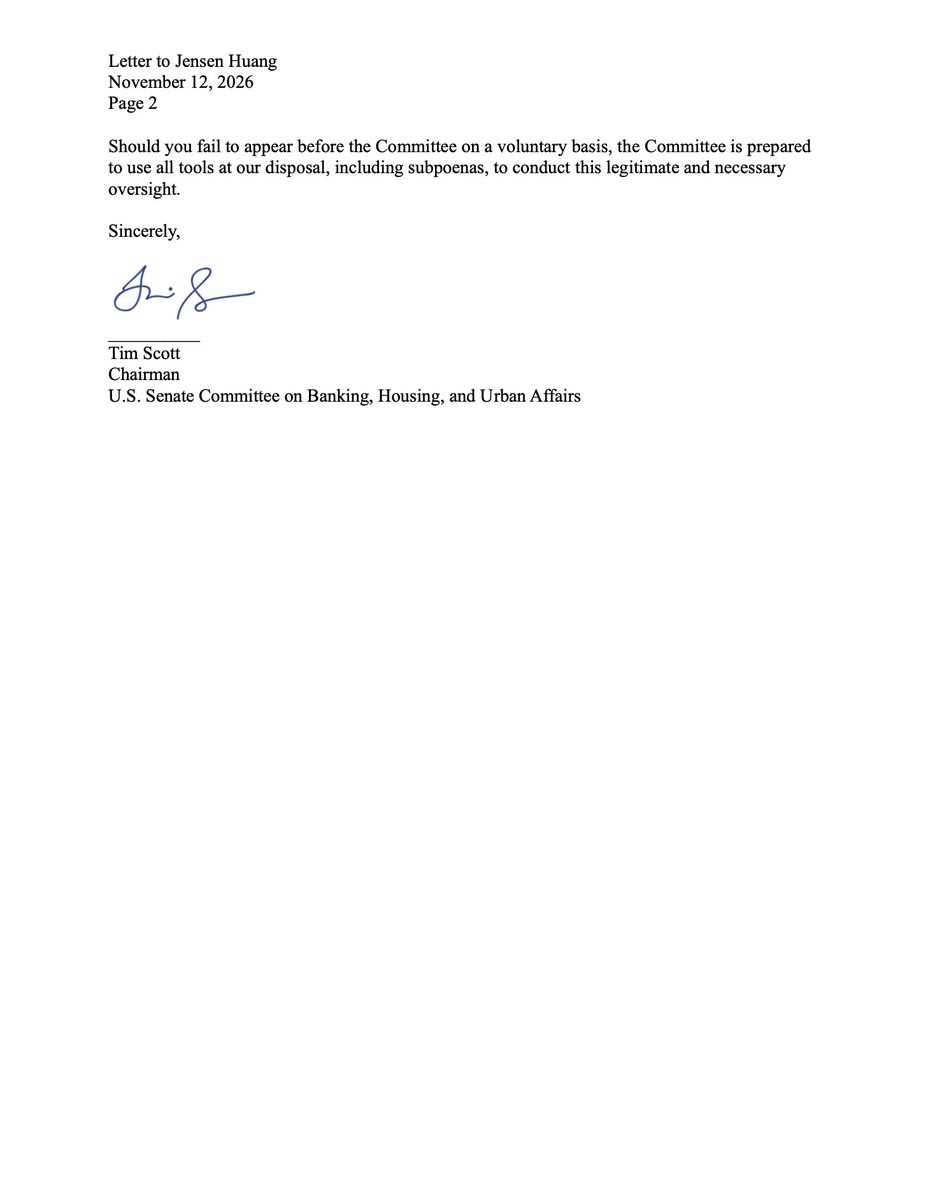 Letter to Jensen Huang
November 12, 2026
Page 2
Should you fail to appear before the Committee on a voluntary basis, the Committee is prepared
to use all tools at our disposal, including subpoenas, to conduct this legitimate and necessary
oversight.
Sincerely,
Tim Scott
Chairman
U.S. Senate Committee on Banking, Housing, and Urban Affairs